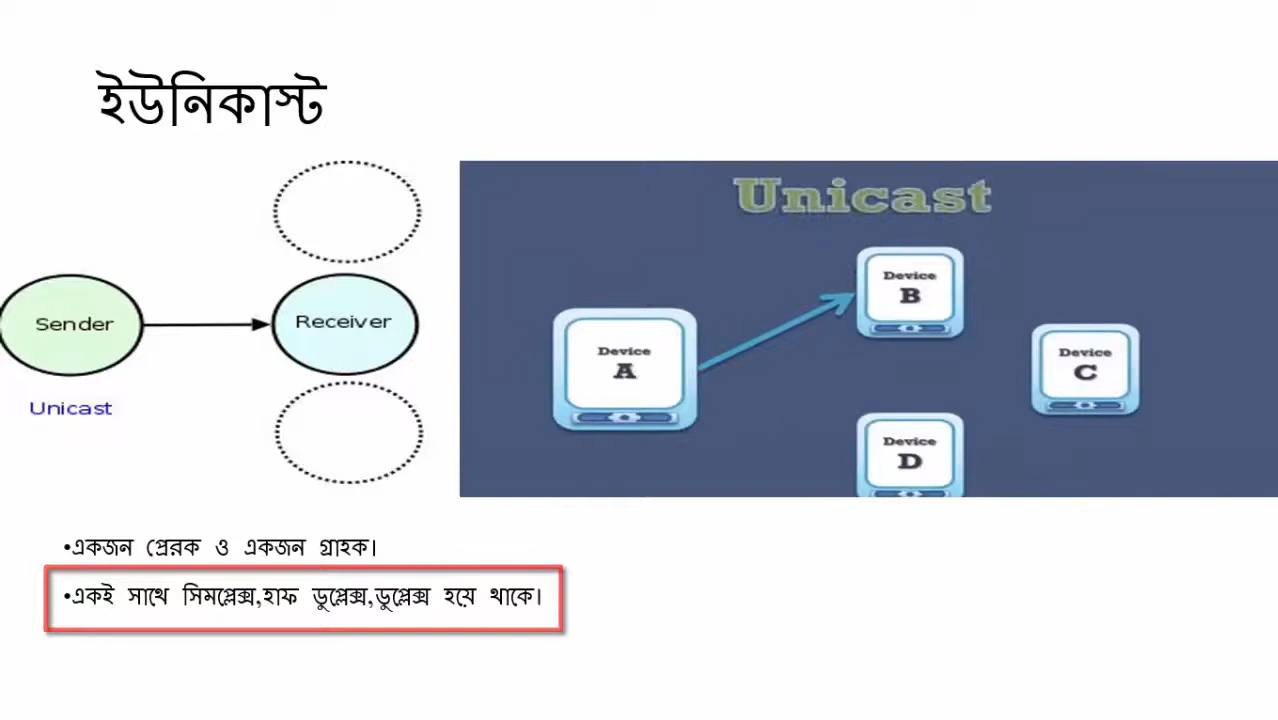 ইউনিকাস্ট
Sender
Receiver
Unicast
Unicast
Device
A
Device
B
Device
C
Device
D
•একজন প্রেরক ও একজন গ্রাহক।
•একই সাথে সিমপ্লেক্স,হাফ ডুপ্লেক্স,ডুপ্লেক্স হয়ে থাকে।